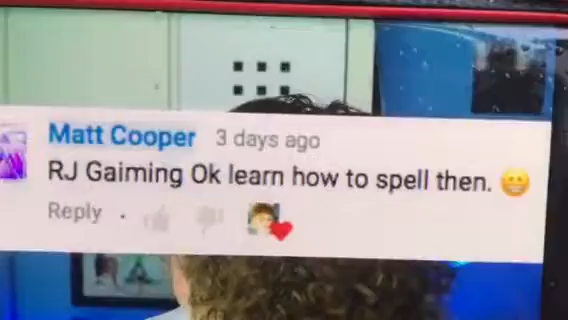 Matt Cooper 3 days ago
RJ Gaiming Ok learn how to spell then. 😬
Reply